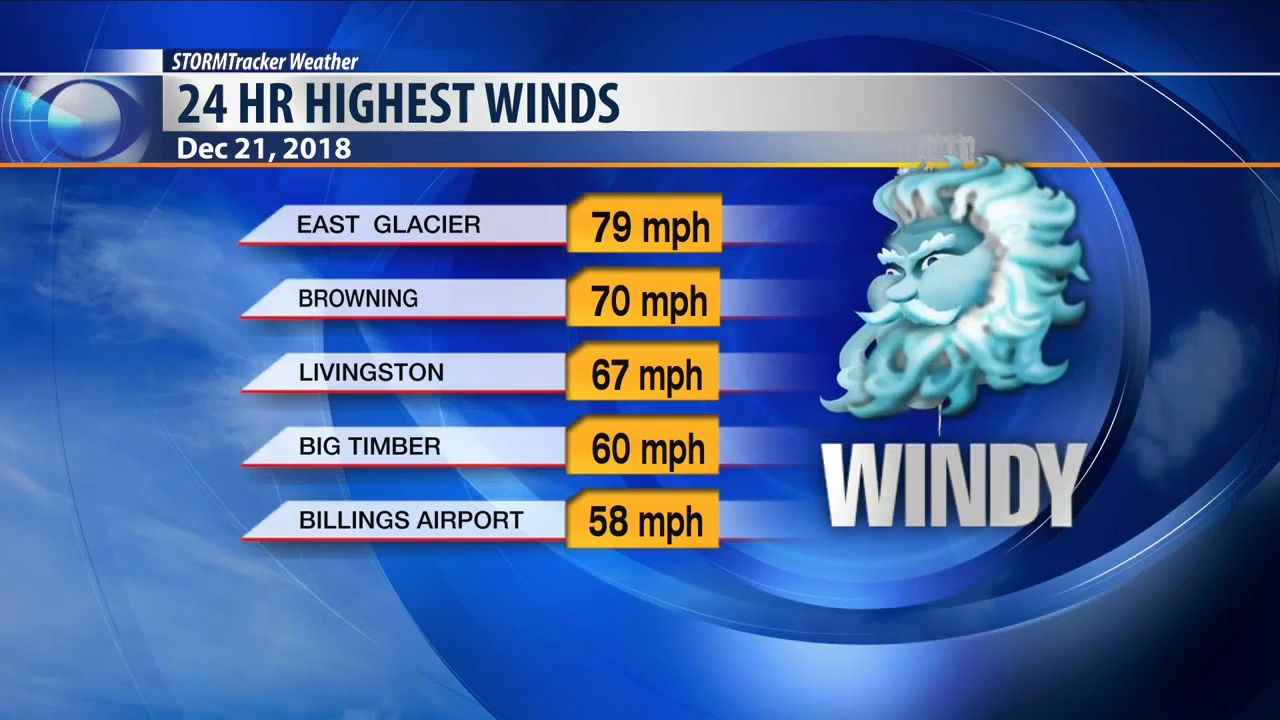 STORMTracker Weather
24 HR HIGHEST WINDS
Dec 21, 2018
EAST GLACIER 79 mph
BROWNING 70 mph
LIVINGSTON 67 mph
BIG TIMBER 60 mph
BILLINGS AIRPORT 58 mph
WINDY